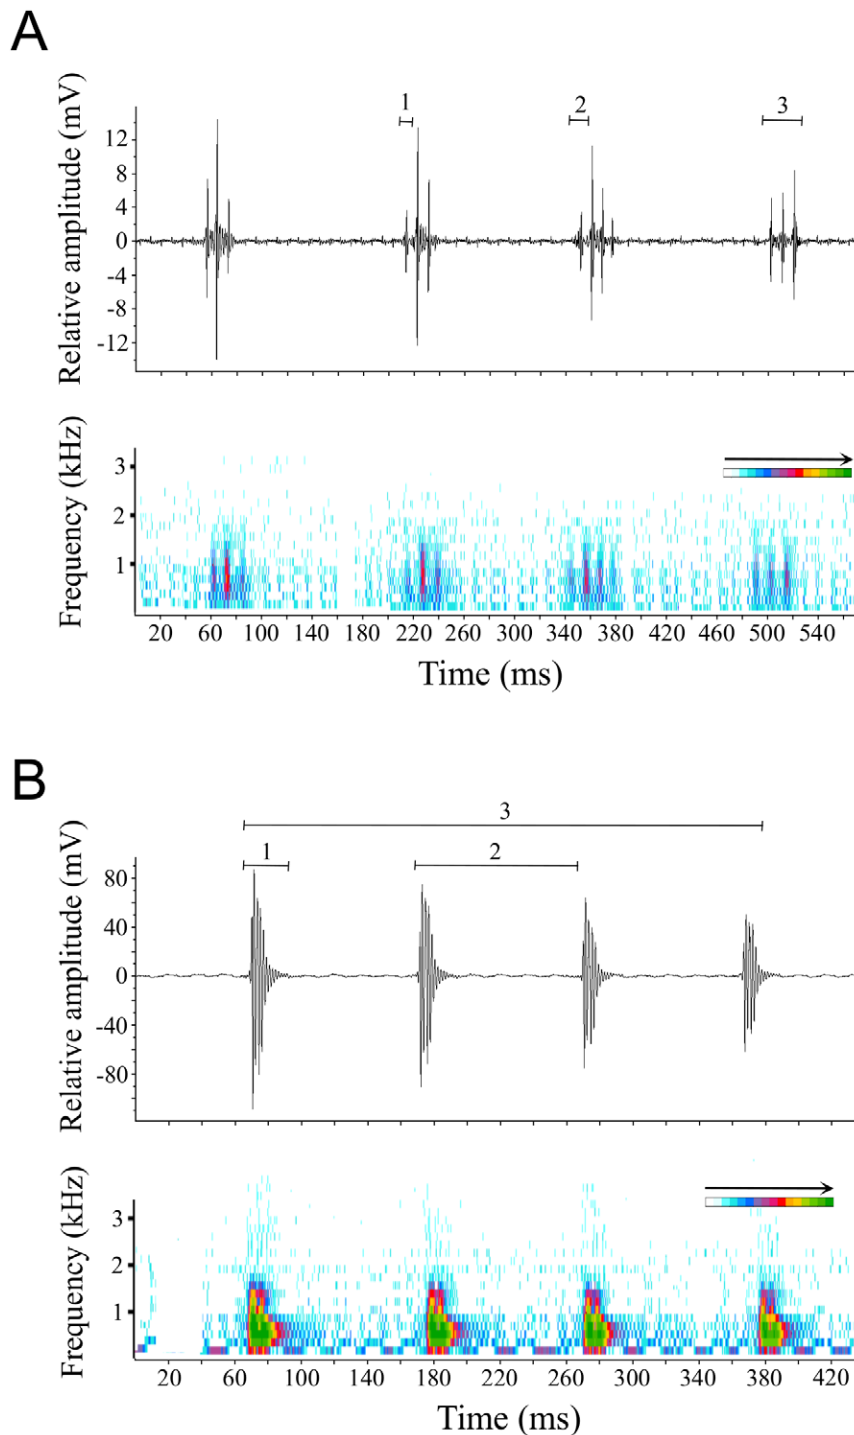 A
Relative amplitude (mV)
12
8
4
0
-4
-8
-12
1
2
3
Frequency (kHz)
3
2
1
20 60 100 140 180 220 260 300 340 380 420 460 500 540
Time (ms)
B
3
1
2
Relative amplitude (mV)
80
40
0
-40
-80
Frequency (kHz)
3
2
1
20 60 100 140 180 220 260 300 340 380 420
Time (ms)